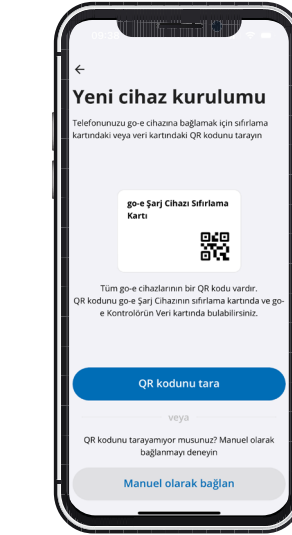 Yeni cihaz kurulumu
Telefonunuzu go-e cihazına bağlamak için sıfırlama
kartındaki veya veri kartındaki QR kodunu tarayın
go-e Şarj Cihazı Sıfırlama
Kartı
Tüm go-e cihazlarının bir QR kodu vardır.
QR kodunu go-e Şarj Cihazının sıfırlama kartında ve go-
e Kontrolörün Veri kartında bulabilirsiniz.
QR kodunu tara
veya
QR kodunu tarayamıyor musunuz? Manuel olarak
bağlanmayı deneyin
Manuel olarak bağlan